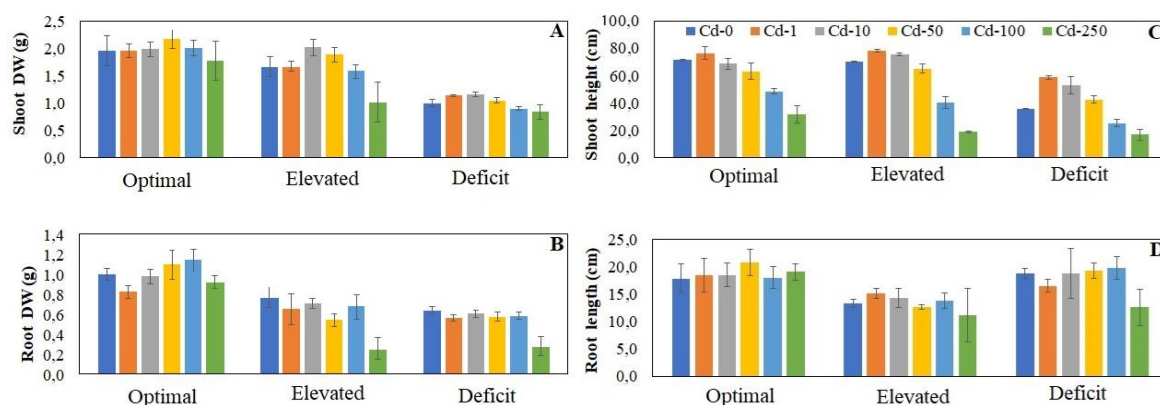 Shoot DW (g)
2,5
2,0
1,5
1,0
0,5
0,0
A
Optimal Elevated Deficit
Shoot height (cm)
100,0
80,0
60,0
40,0
20,0
0,0
Cd-0 Cd-1 Cd-10 Cd-50 Cd-100 Cd-250
C
Optimal Elevated Deficit
Root DW (g)
1,4
1,2
1,0
0,8
0,6
0,4
0,2
0,0
B
Optimal Elevated Deficit
Root length (cm)
25,0
20,0
15,0
10,0
5,0
0,0
D
Optimal Elevated Deficit